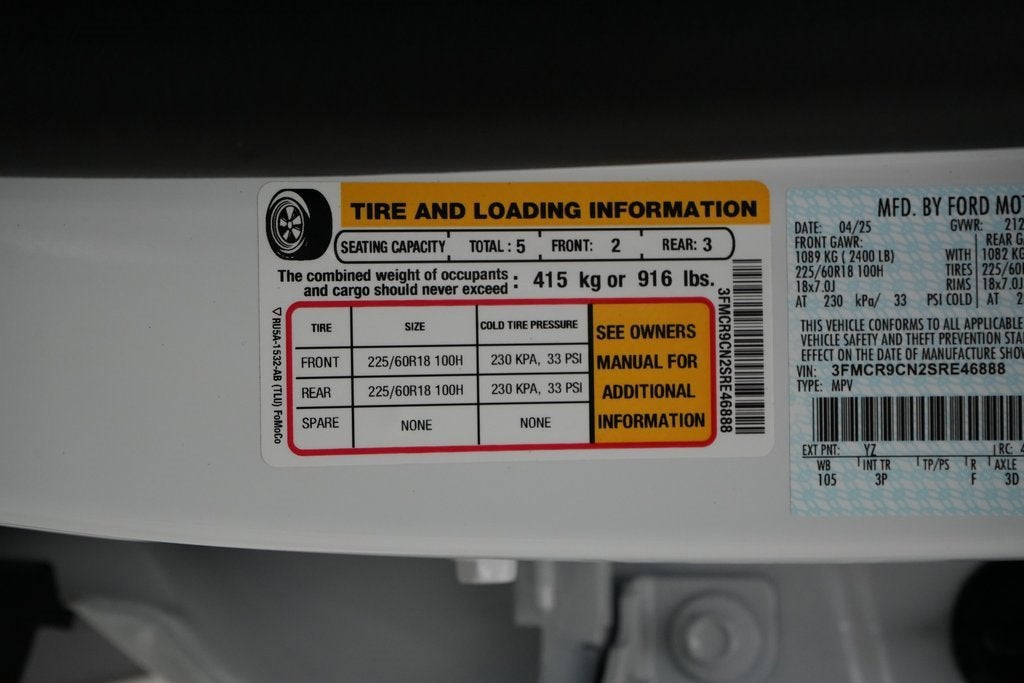 TIRE AND LOADING INFORMATION
SEATING CAPACITY TOTAL : 5 FRONT: 2 REAR: 3
The combined weight of occupants
and cargo should never exceed : 415 kg or 916 lbs.
TIRE SIZE COLD TIRE PRESSURE
FRONT 225/60R18 100H 230 KPA, 33 PSI
REAR 225/60R18 100H 230 KPA, 33 PSI
SPARE NONE NONE
SEE OWNERS
MANUAL FOR
ADDITIONAL
INFORMATION
▽RU5A-1532-AB (TLU) FoMoCo
3FMCR9CN2SRE46888
MFD. BY FORD MOT
DATE: 04/25 GVWR: 212
FRONT GAWR: REAR G
1089 KG ( 2400 LB) WITH 1082 KG
225/60R18 100H TIRES 225/60
18x7.0J RIMS 18x7.0J
AT 230 kPa/ 33 PSI COLD AT 2
THIS VEHICLE CONFORMS TO ALL APPLICABLE
VEHICLE SAFETY AND THEFT PREVENTION STA
EFFECT ON THE DATE OF MANUFACTURE SHO
VIN: 3FMCR9CN2SRE46888
TYPE: MPV
EXT PNT: YZ RC: 4
WB INT TR TP/PS R AXLE
105 3P F 3D